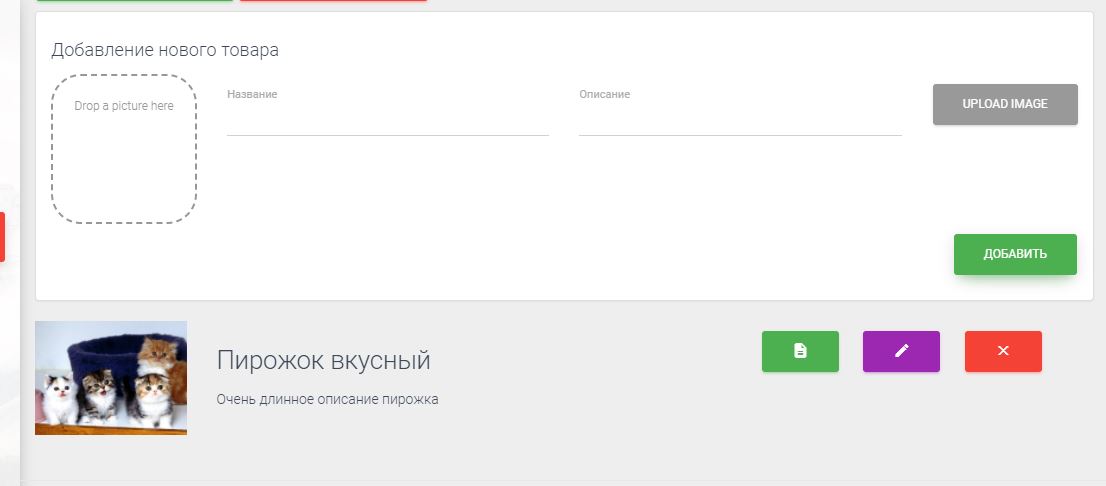 Добавление нового товара
Drop a picture here
Название
Описание
UPLOAD IMAGE
ДОБАВИТЬ
Пирожок вкусный
Очень длинное описание пирожка